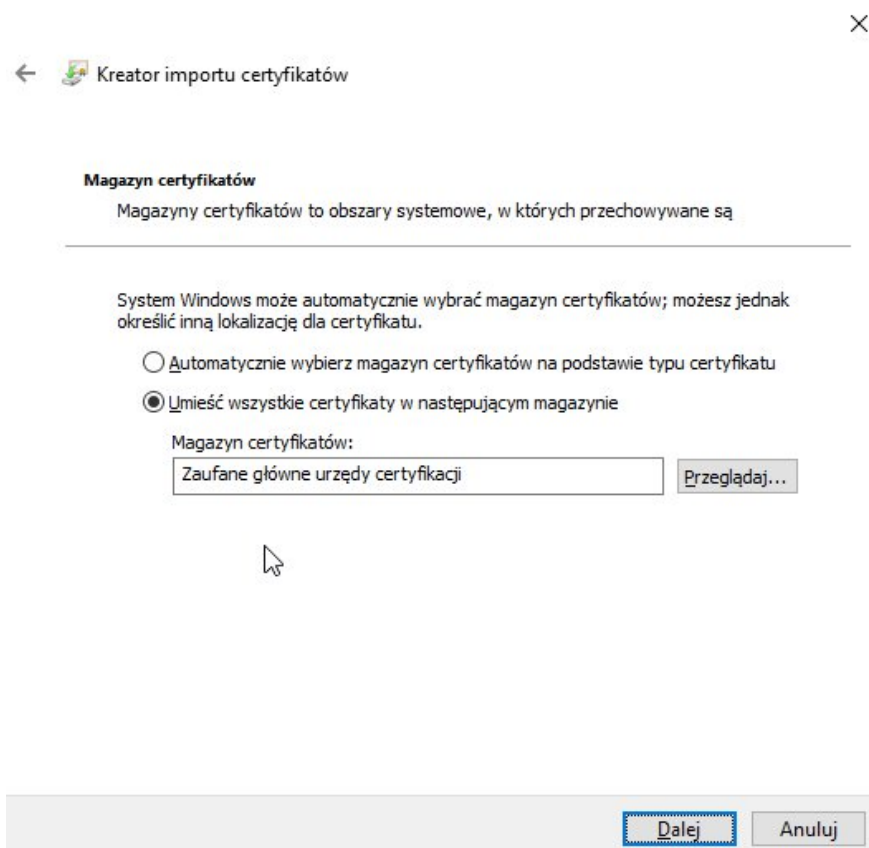 Kreator importu certyfikatów
Magazyn certyfikatów
Magazyny certyfikatów to obszary systemowe, w których przechowywane są
System Windows może automatycznie wybrać magazyn certyfikatów; możesz jednak
określić inną lokalizację dla certyfikatu.
Automatycznie wybierz magazyn certyfikatów na podstawie typu certyfikatu
Umieść wszystkie certyfikaty w następującym magazynie
Magazyn certyfikatów:
Zaufane główne urzędy certyfikacji
Przeglądaj...
Dalej
Anuluj